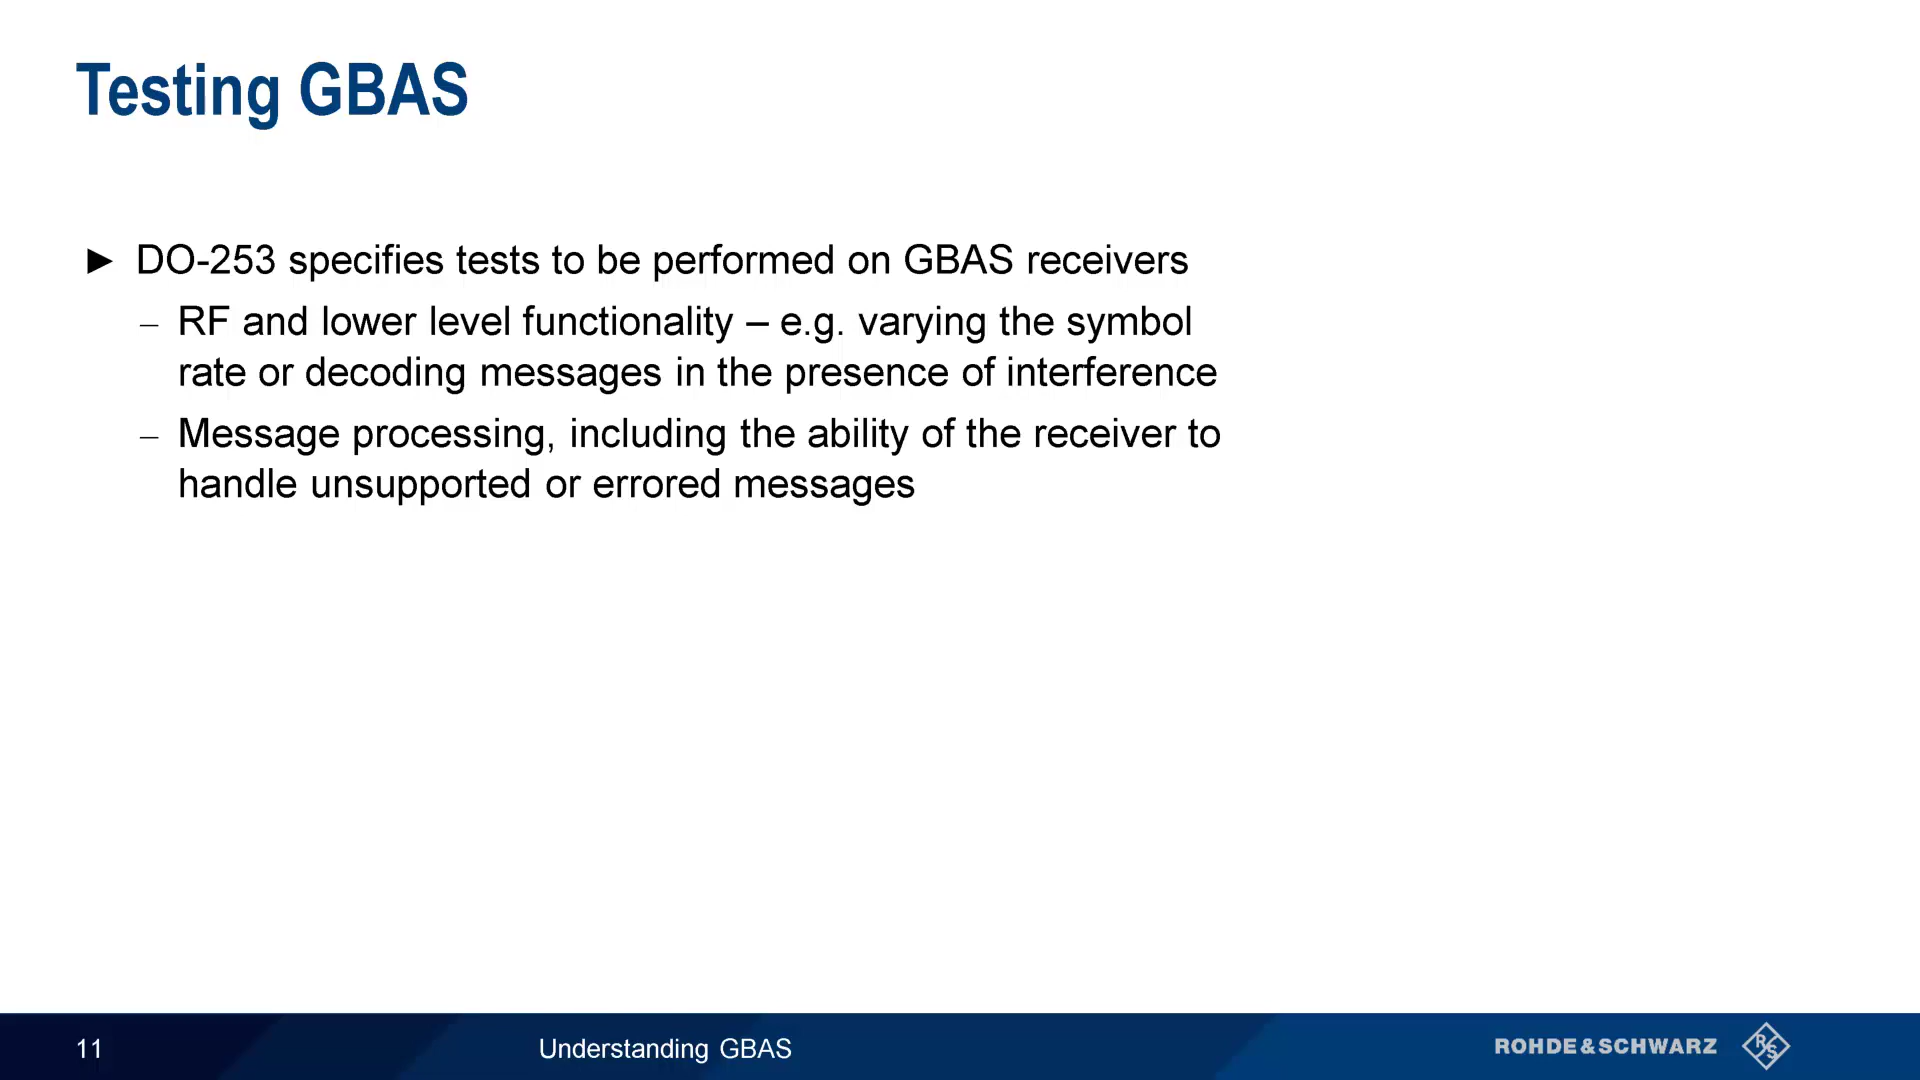 Testing GBAS
► DO-253 specifies tests to be performed on GBAS receivers
– RF and lower level functionality – e.g. varying the symbol
rate or decoding messages in the presence of interference
– Message processing, including the ability of the receiver to
handle unsupported or errored messages
11
Understanding GBAS
ROHDE&SCHWARZ
R&S